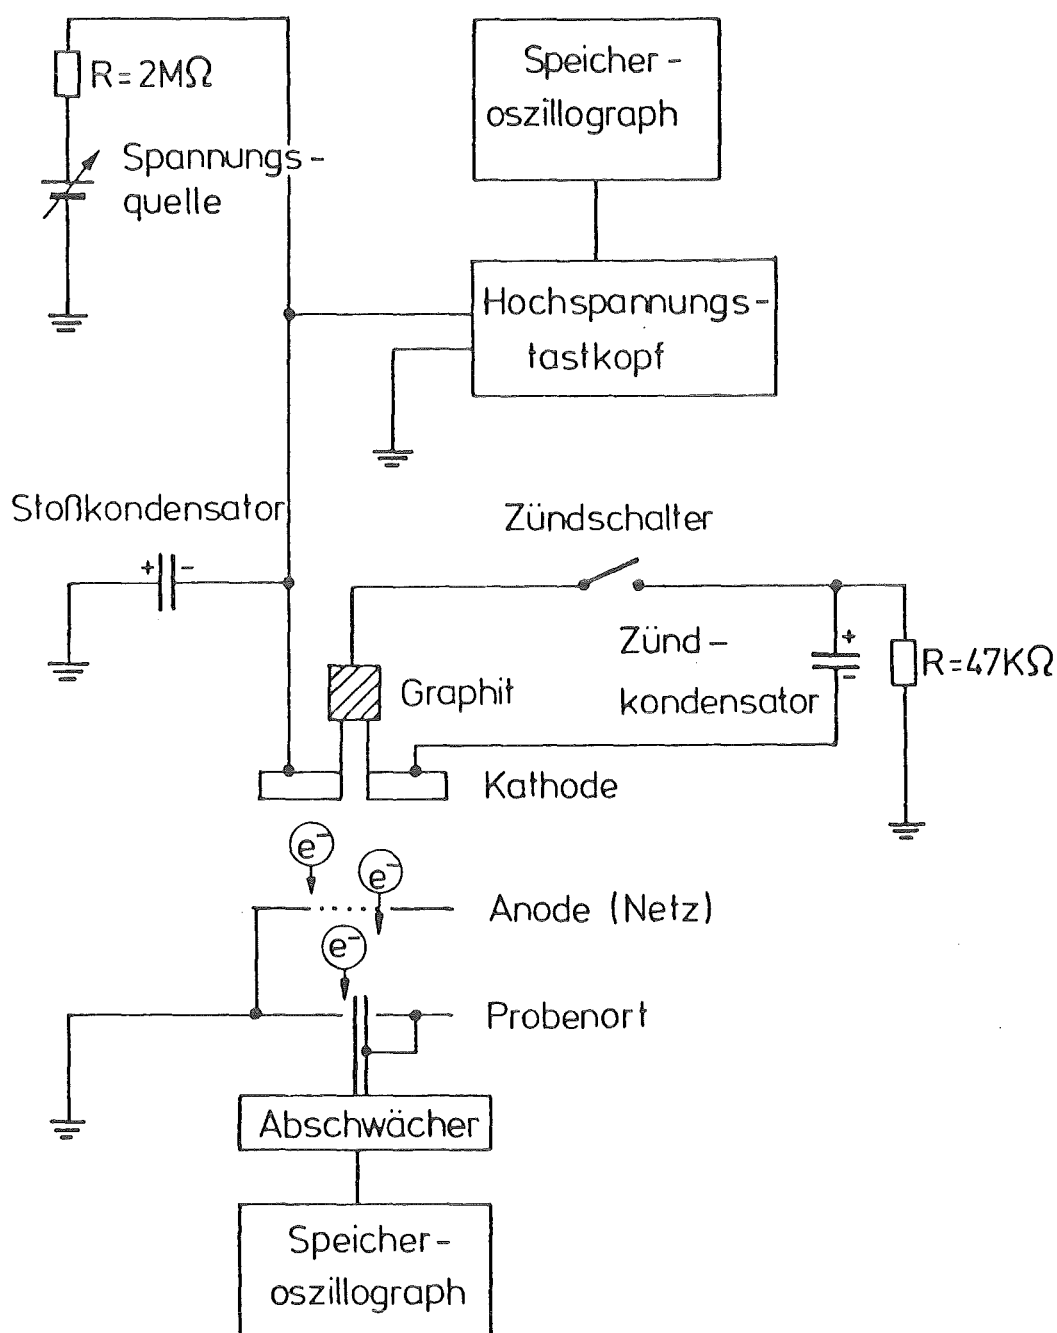 R=2MΩ
Spannungs-
quelle
Speicher-
oszillograph
Hochspannungs-
tastkopf
Stoßkondensator
+ -
Zündschalter
Zünd-
kondensator
+
-
R=47KΩ
Graphit
Kathode
e⁻
e⁻
Anode (Netz)
e⁻
Probenort
Abschwächer
Speicher-
oszillograph